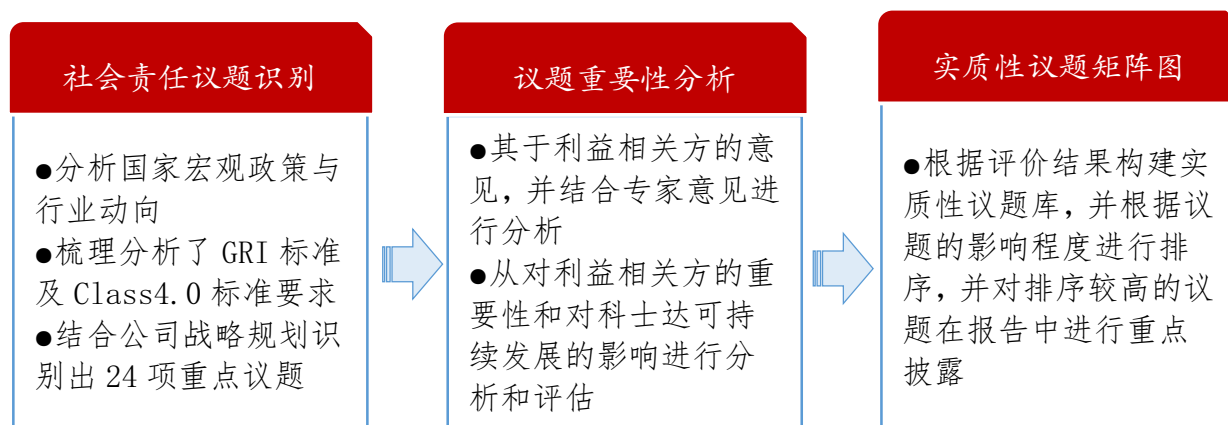 社会责任议题识别
●分析国家宏观政策与
行业动向
●梳理分析了 GRI 标准
及 Class4.0 标准要求
●结合公司战略规划识
别出 24 项重点议题
议题重要性分析
●其于利益相关方的意
见,并结合专家意见进
行分析
●从对利益相关方的重
要性和对科士达可持
续发展的影响进行分
析和评估
实质性议题矩阵图
●根据评价结果构建实
质性议题库,并根据议
题的影响程度进行排
序,并对排序较高的议
题在报告中进行重点
披露